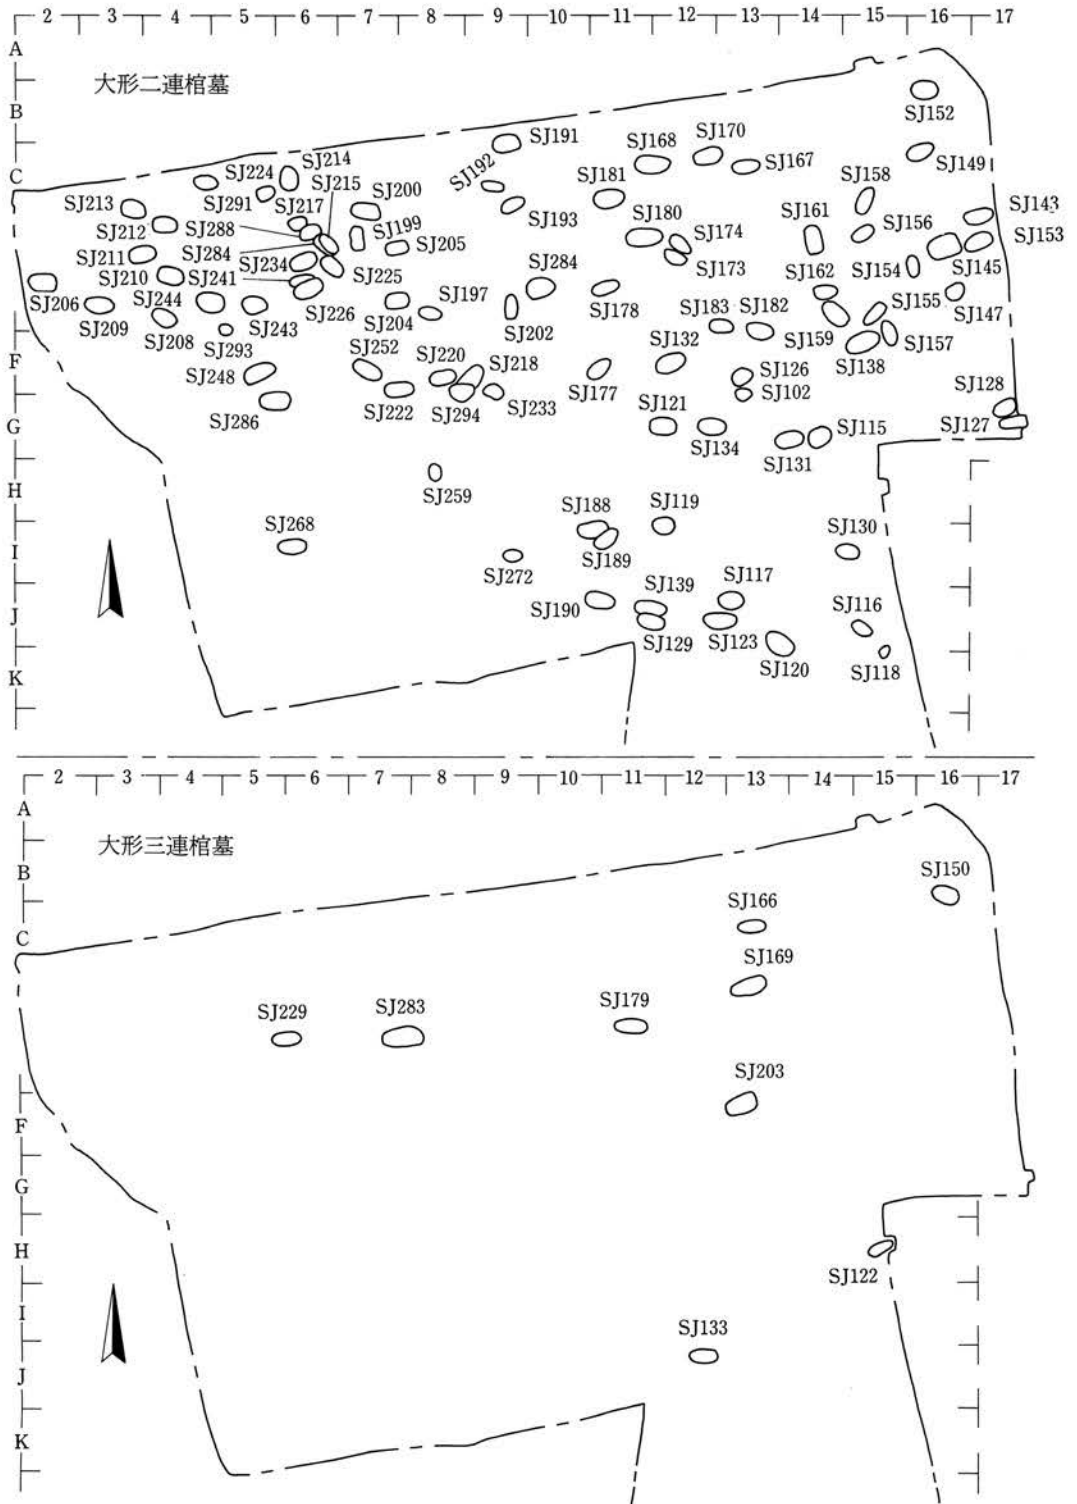 2 3 4 5 6 7 8 9 10 11 12 13 14 15 16 17
A
大形二連棺墓
B
SJ152
SJ191 SJ168 SJ170
SJ167
SJ149
C
SJ224 SJ214
SJ215
SJ192
SJ181
SJ158
SJ213 SJ291 SJ217 SJ200
SJ193
SJ143
SJ212 SJ288 SJ199
SJ180 SJ161 SJ156
SJ153
SJ211 SJ284 SJ205
SJ174
SJ210 SJ241 SJ234 SJ225
SJ284 SJ173 SJ162 SJ154 SJ145
SJ206 SJ244 SJ226 SJ197 SJ178 SJ183 SJ182 SJ155 SJ147
SJ209 SJ208 SJ243 SJ204 SJ202
SJ293 SJ252 SJ132 SJ159 SJ157
F
SJ248 SJ220 SJ218 SJ177 SJ126 SJ138
SJ102
SJ128
SJ286 SJ222 SJ294 SJ233 SJ121 SJ115 SJ127
G
SJ134 SJ131
H
SJ259
SJ188 SJ119
SJ268 SJ130
I
SJ189
SJ272
SJ139 SJ117
SJ190 SJ116
J
SJ129 SJ123 SJ118
SJ120
K
2 3 4 5 6 7 8 9 10 11 12 13 14 15 16 17
A
大形三連棺墓
B
SJ150
SJ166
C
SJ169
SJ229 SJ283 SJ179
SJ203
F
G
H
SJ122
I
SJ133
J
K